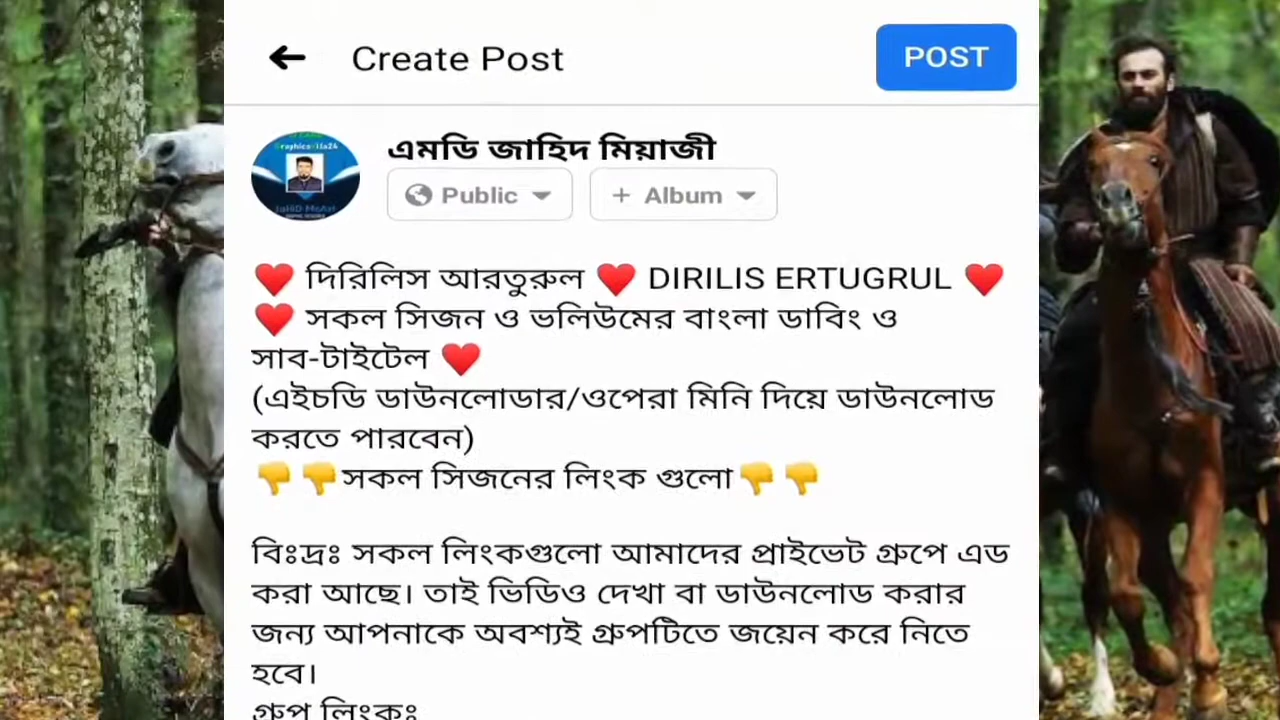 Create Post
POST
এমডি জাহিদ মিয়াজী
Public
+ Album
❤️ দিরিলিস আরতুরুল ❤️ DIRILIS ERTUGRUL ❤️
❤️ সকল সিজন ও ভলিউমের বাংলা ডাবিং ও
সাব-টাইটেল ❤️
(এইচডি ডাউনলোডার/ওপেরা মিনি দিয়ে ডাউনলোড
করতে পারবেন)
👎👎সকল সিজনের লিংক গুলো👎👎
বিঃদ্রঃ সকল লিংকগুলো আমাদের প্রাইভেট গ্রুপে এড
করা আছে। তাই ভিডিও দেখা বা ডাউনলোড করার
জন্য আপনাকে অবশ্যই গ্রুপটিতে জয়েন করে নিতে
হবে।
গ্রুপ লিংকঃ